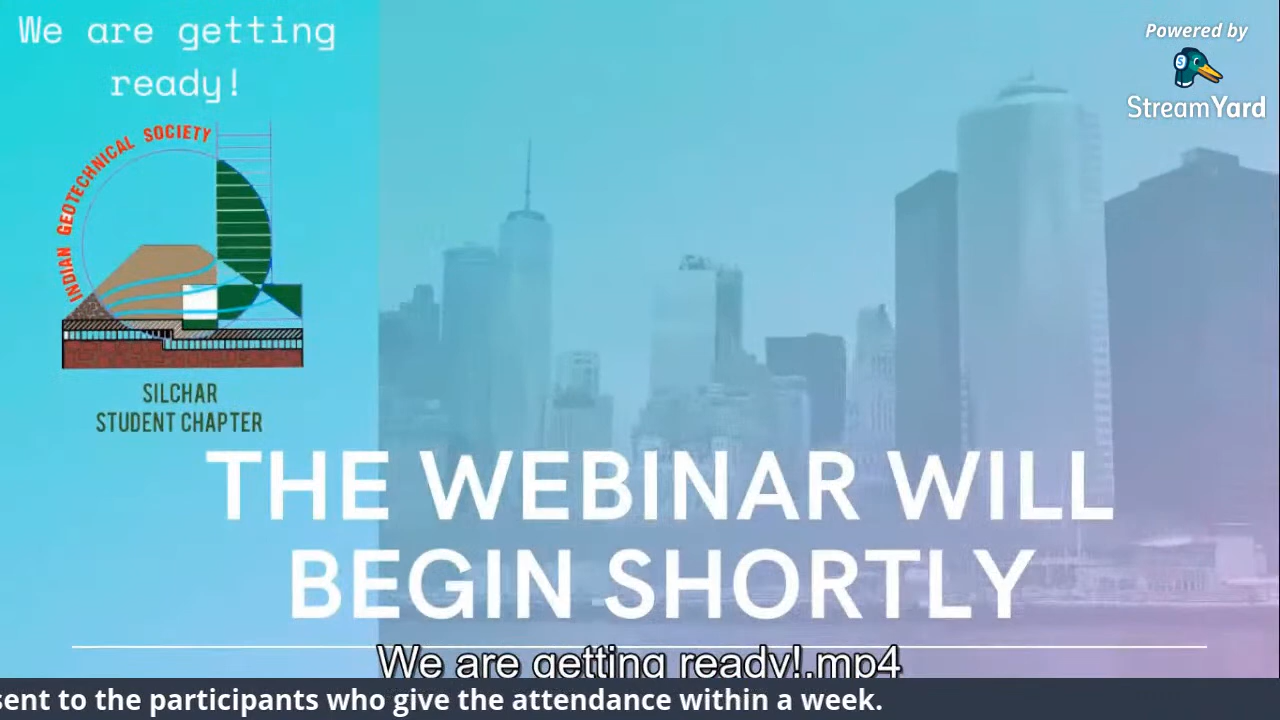 We are getting
ready!
Powered by
StreamYard
INDIAN GEOTECHNICAL SOCIETY
SILCHAR
STUDENT CHAPTER
THE WEBINAR WILL
BEGIN SHORTLY
We are getting ready!.mp4
sent to the participants who give the attendance within a week.